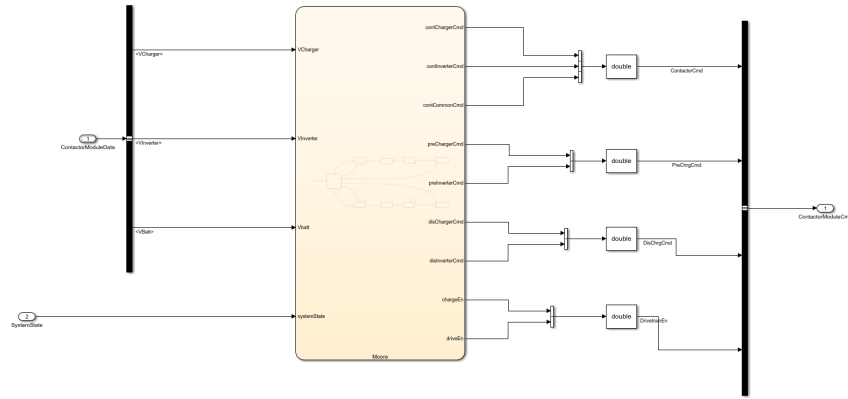 contChargerCmd
VCharger
<VCharger>
double
ContactorCmd
contInverterCmd
contCommonCmd
1
ContactorModuleData
VInverter
<VInverter>
preChargerCmd
double
PreChrgCmd
preInverterCmd
1
ContactorModuleCm
disChargerCmd
Vbatt
<VBatt>
double
DisChrgCmd
disInverterCmd
chargeEn
2
SystemState
systemState
double
DrivetrainEn
driveEn
Moore